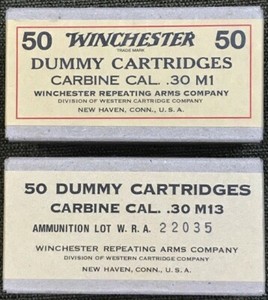 50 WINCHESTER 50
TRADE MARK
DUMMY CARTRIDGES
CARBINE CAL. .30 M1
WINCHESTER REPEATING ARMS COMPANY
DIVISION OF WESTERN CARTRIDGE COMPANY
NEW HAVEN, CONN., U. S. A.
50 DUMMY CARTRIDGES
CARBINE CAL. .30 M13
AMMUNITION LOT W. R. A. 22035
WINCHESTER REPEATING ARMS COMPANY
DIVISION OF WESTERN CARTRIDGE COMPANY
NEW HAVEN, CONN., U. S. A.